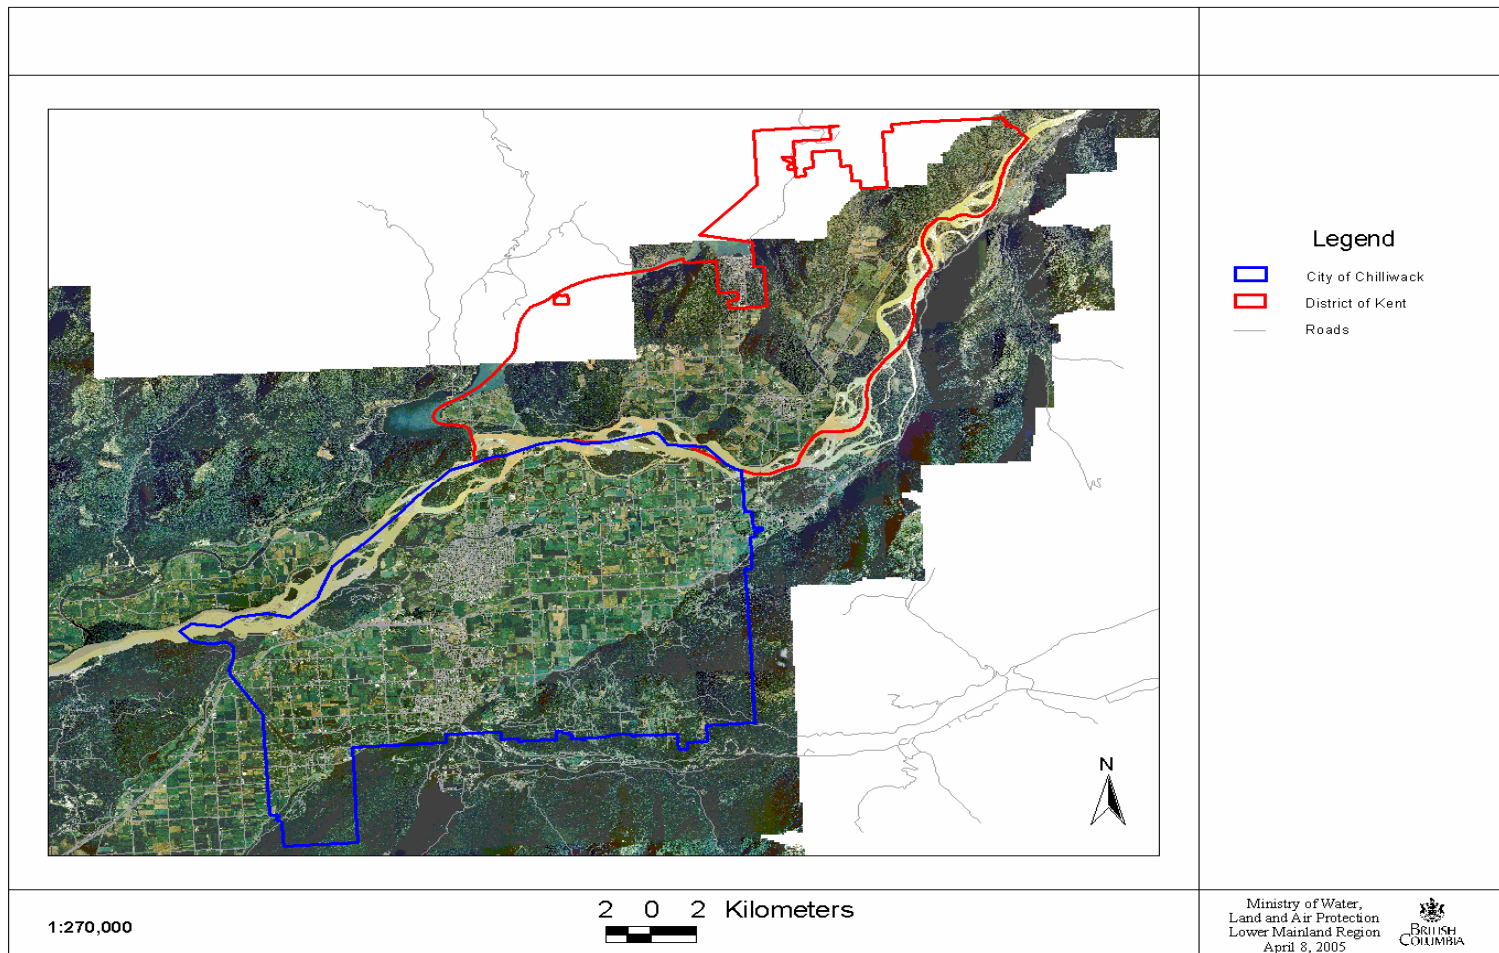 Legend
City of Chilliwack
District of Kent
Roads
N
2 0 2 Kilometers
1:270,000
Ministry of Water,
Land and Air Protection
Lower Mainland Region
April 8, 2005
BRITISH
COLUMBIA